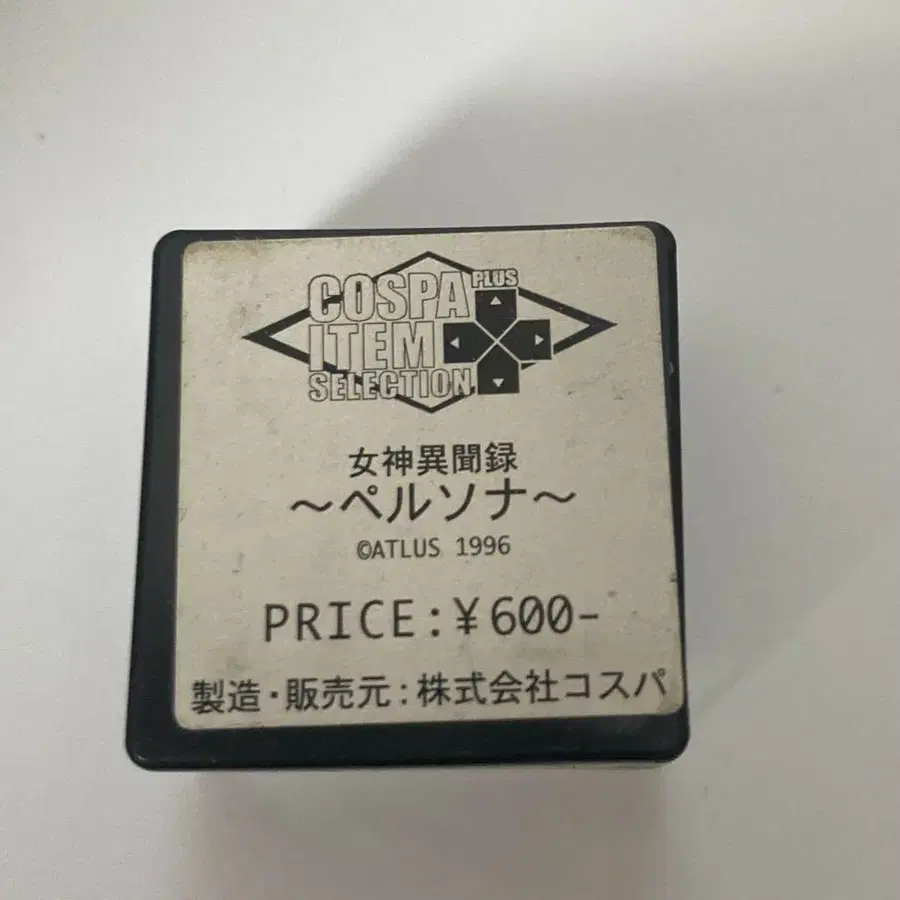 COSPA PLUS
ITEM
SELECTION
女神異聞録
〜ペルソナ〜
©ATLUS 1996
PRICE:¥600-
製造・販売元:株式会社コスパ